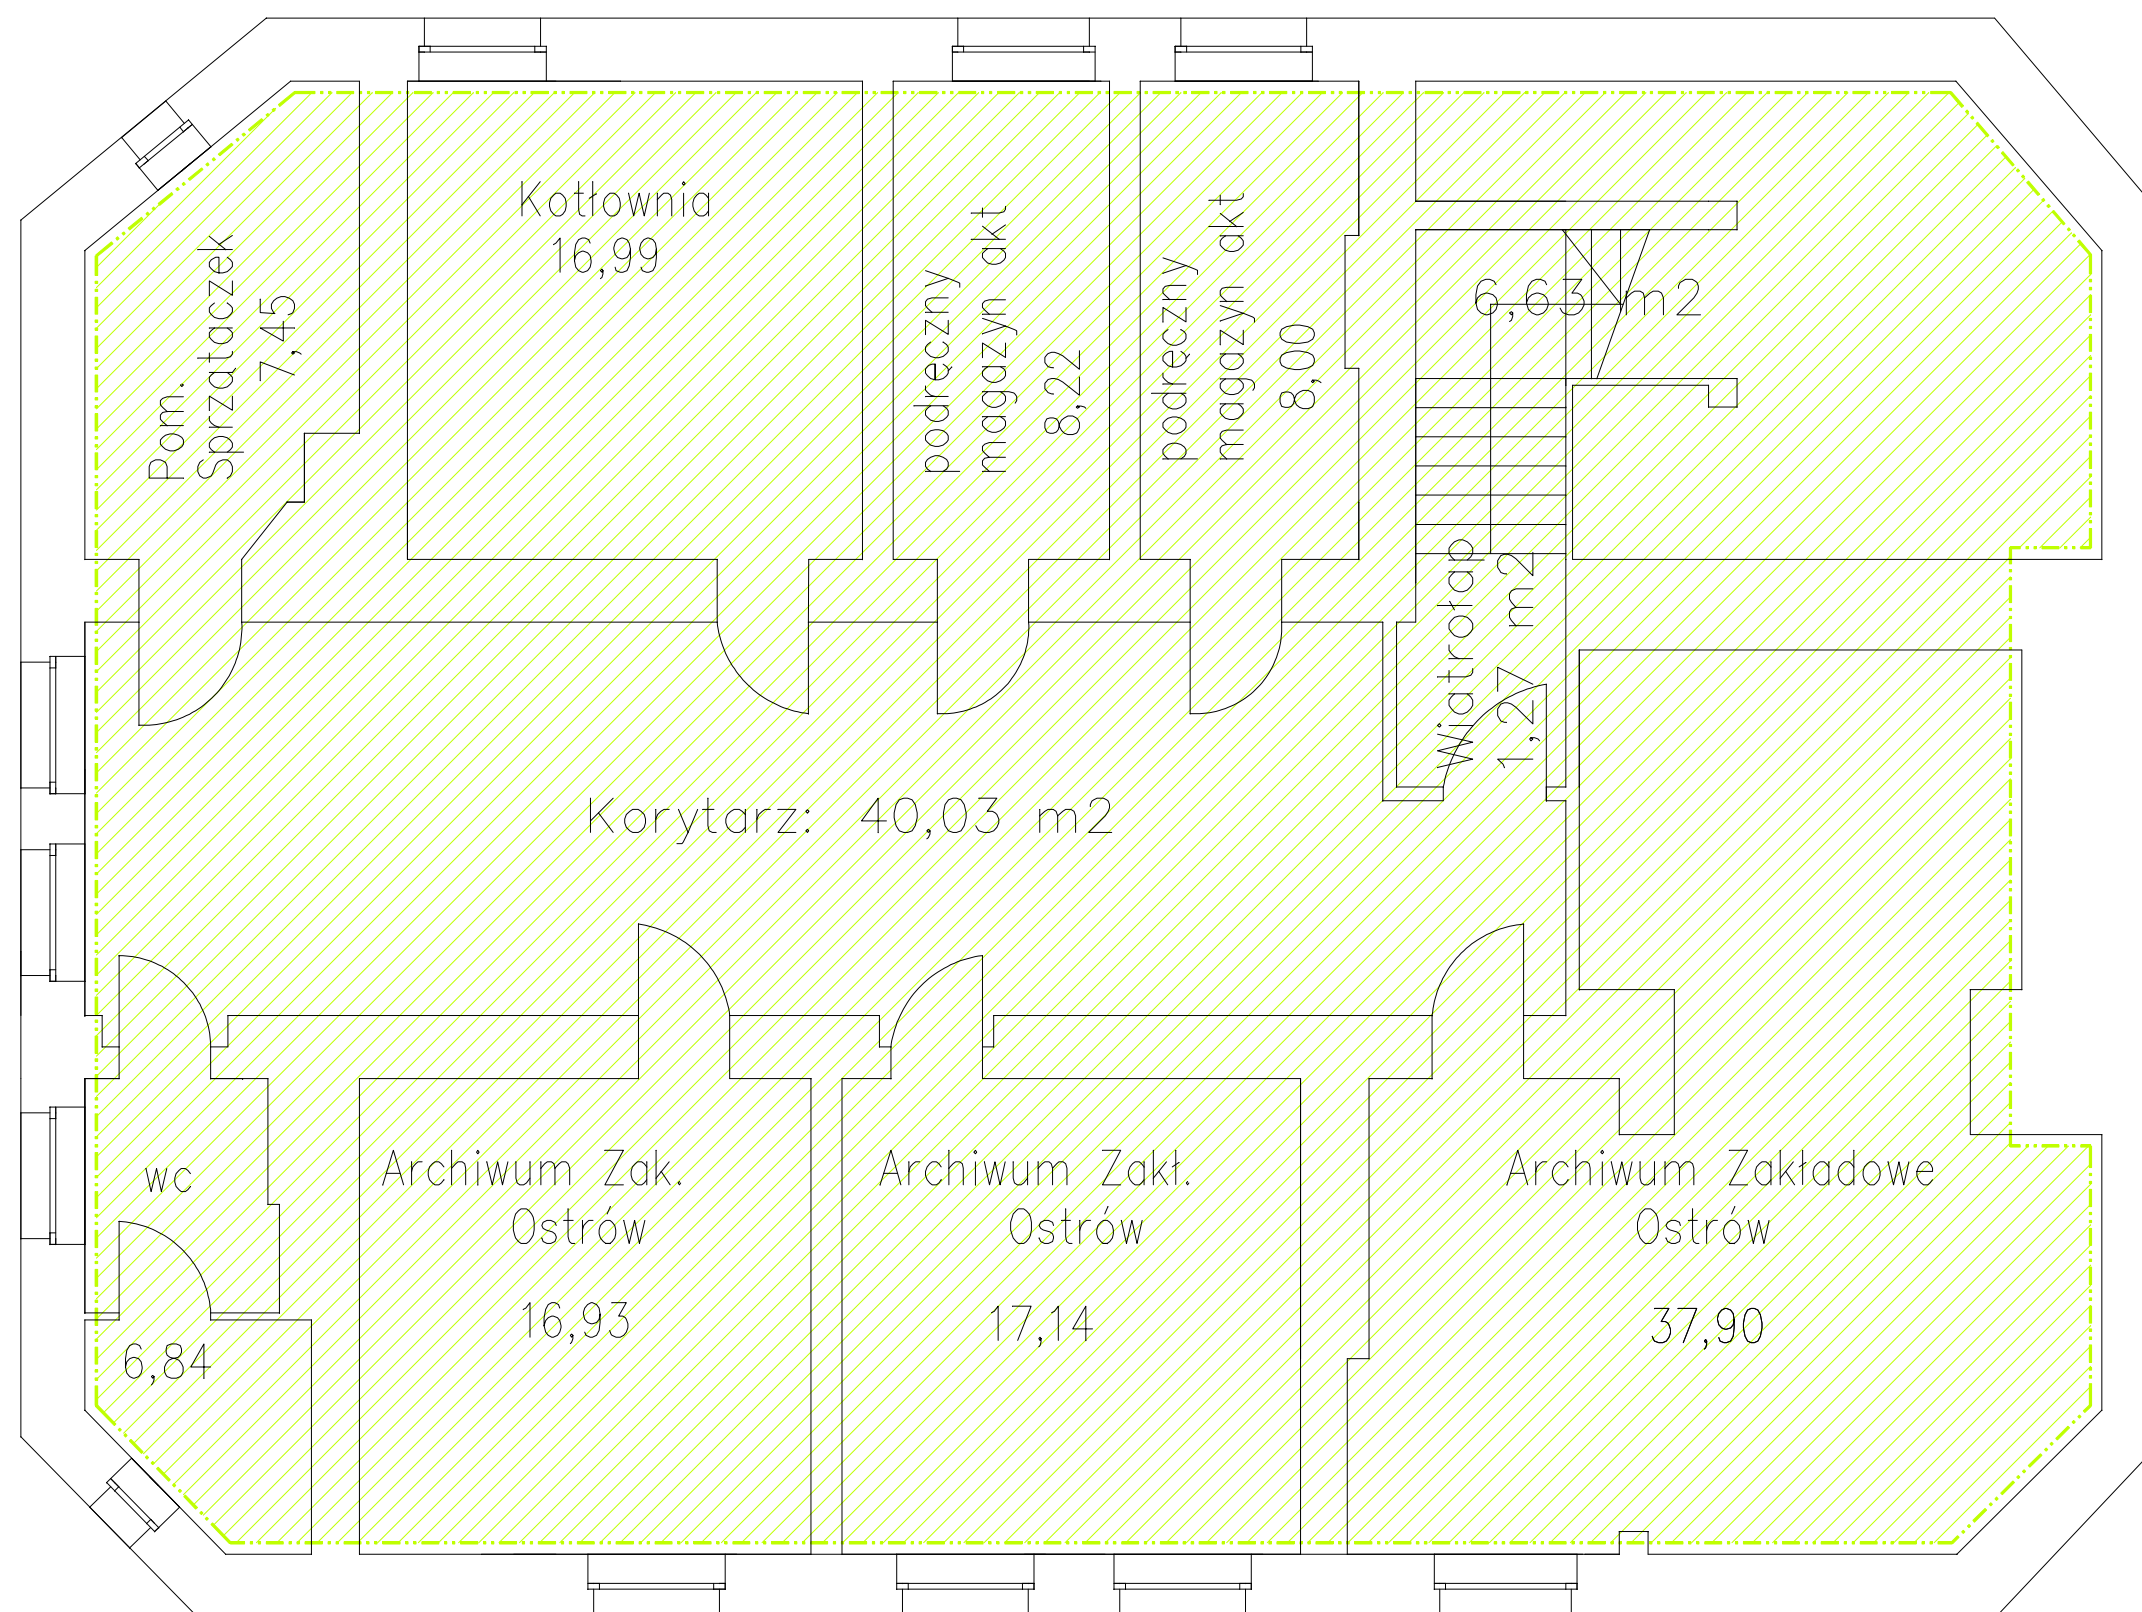 Kotłownia
16,99
Pom.
Sprzątaczek
7,45
podręczny
magazyn akt
8,22
podręczny
magazyn akt
8,00
6,63 m2
Wiatrołap
1,27 m2
Korytarz: 40,03 m2
wc
6,84
Archiwum Zak.
Ostrów
16,93
Archiwum Zakł.
Ostrów
17,14
Archiwum Zakładowe
Ostrów
37,90